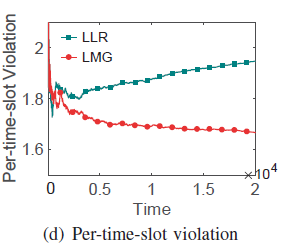 Per-time-slot Violation
2
1.8
1.6
LLR
LMG
0 0.5 1 1.5 2
×10⁴
Time
(d) Per-time-slot violation